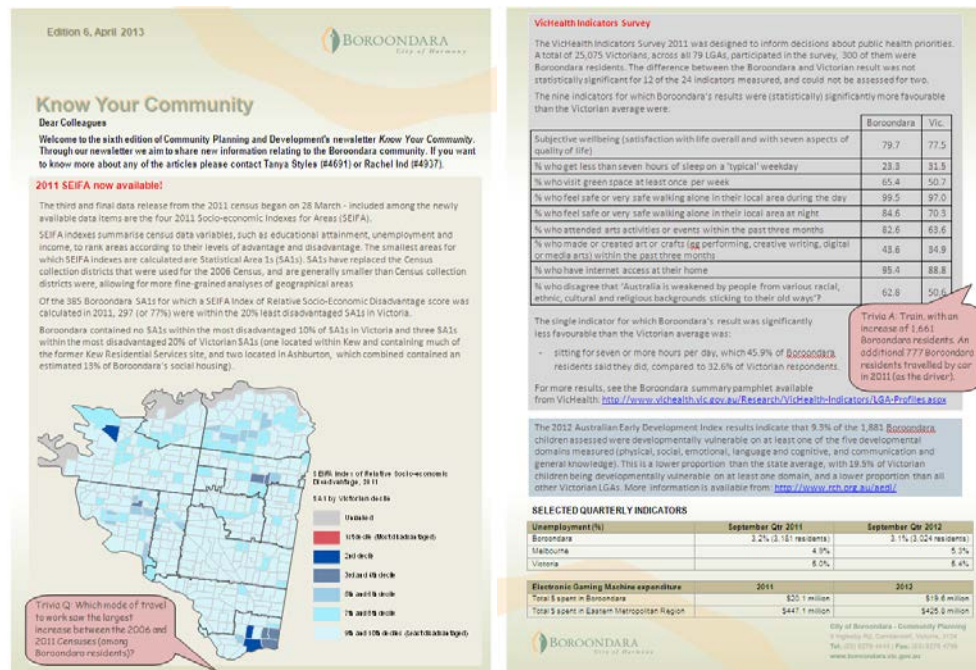 Edition 6, April 2013
BOROONDARA
City of Harmony
Know Your Community
Dear Colleagues
Welcome to the sixth edition of Community Planning and Development's newsletter Know Your Community.
Through our newsletter we aim to share new information relating to the Boroondara community. If you want
to know more about any of the articles please contact Tanya Styles (#4691) or Rachel Ind (#4937).
2011 SEIFA now available!
The third and final data release from the 2011 census began on 28 March - included among the newly
available data items are the four 2011 Socio-economic Indexes for Areas (SEIFA).
SEIFA indexes summarise census data variables, such as educational attainment, unemployment and
income, to rank areas according to their levels of advantage and disadvantage. The smallest areas for
which SEIFA indexes are calculated are Statistical Area 1s (SA1s). SA1s have replaced the Census
collection districts that were used for the 2006 Census, and are generally smaller than Census collection
districts were, allowing for more fine-grained analyses of geographical areas
Of the 385 Boroondara SA1s for which a SEIFA Index of Relative Socio-Economic Disadvantage score was
calculated in 2011, 297 (or 77%) were within the 20% least disadvantaged SA1s in Victoria.
Boroondara contained no SA1s within the most disadvantaged 10% of SA1s in Victoria and three SA1s
within the most disadvantaged 20% of Victorian SA1s (one located within Kew and containing much of
the former Kew Residential Services site, and two located in Ashburton, which combined contained an
estimated 15% of Boroondara's social housing).
SEIFA Index of Relative Socio-economic
Disadvantage, 2011
SA1 by Victorian decile
Unrated
1st decile (Most disadvantaged)
2nd decile
3rd and 4th decile
5th and 6th decile
7th and 8th decile
9th and 10th deciles (Least disadvantaged)
Trivia Q: Which mode of travel
to work saw the largest
increase between the 2006 and
2011 Censuses (among
Boroondara residents)?
VicHealth Indicators Survey
The VicHealth Indicators Survey 2011 was designed to inform decisions about public health priorities.
A total of 25,075 Victorians, across all 79 LGAs, participated in the survey, 300 of them were
Boroondara residents. The difference between the Boroondara and Victorian result was not
statistically significant for 12 of the 24 indicators measured, and could not be assessed for two.
The nine indicators for which Boroondara's results were (statistically) significantly more favourable
than the Victorian average were:
Boroondara Vic.
Subjective wellbeing (satisfaction with life overall and with seven aspects of
quality of life) 79.7 77.5
% who get less than seven hours of sleep on a 'typical' weekday 23.3 31.5
% who visit green space at least once per week 65.4 50.7
% who feel safe or very safe walking alone in their local area during the day 99.5 97.0
% who feel safe or very safe walking alone in their local area at night 84.6 70.3
% who attended arts activities or events within the past three months 82.6 63.6
% who made or created art or crafts (eg performing, creative writing, digital
or media arts) within the past three months 43.6 34.9
% who have internet access at their home 95.4 88.8
% who disagree that 'Australia is weakened by people from various racial,
ethnic, cultural and religious backgrounds sticking to their old ways'? 62.8 50.6
The single indicator for which Boroondara's result was significantly
less favourable than the Victorian average was:
- sitting for seven or more hours per day, which 45.9% of Boroondara
residents said they did, compared to 32.6% of Victorian respondents.
For more results, see the Boroondara summary pamphlet available
from VicHealth: http://www.vichealth.vic.gov.au/Research/VicHealth-Indicators/LGA-Profiles.aspx
Trivia A: Train, with an
increase of 1,661
Boroondara residents. An
additional 777 Boroondara
residents travelled by car
in 2011 (as the driver).
The 2012 Australian Early Development Index results indicate that 9.3% of the 1,881 Boroondara
children assessed were developmentally vulnerable on at least one of the five developmental
domains measured (physical, social, emotional, language and cognitive, and communication and
general knowledge). This is a lower proportion than the state average, with 19.5% of Victorian
children being developmentally vulnerable on at least one domain, and a lower proportion than all
other Victorian LGAs. More information is available from: http://www.rch.org.au/aedi/
SELECTED QUARTERLY INDICATORS
Unemployment (%) September Qtr 2011 September Qtr 2012
Boroondara 3.2% (3,151 residents) 3.1% (3,024 residents)
Melbourne 4.9% 5.3%
Victoria 5.0% 5.4%
Electronic Gaming Machine expenditure 2011 2012
Total $ spent in Boroondara $20.1 million $19.6 million
Total $ spent in Eastern Metropolitan Region $447.1 million $425.8 million
BOROONDARA
City of Harmony
City of Boroondara - Community Planning
www.boroondara.vic.gov.au